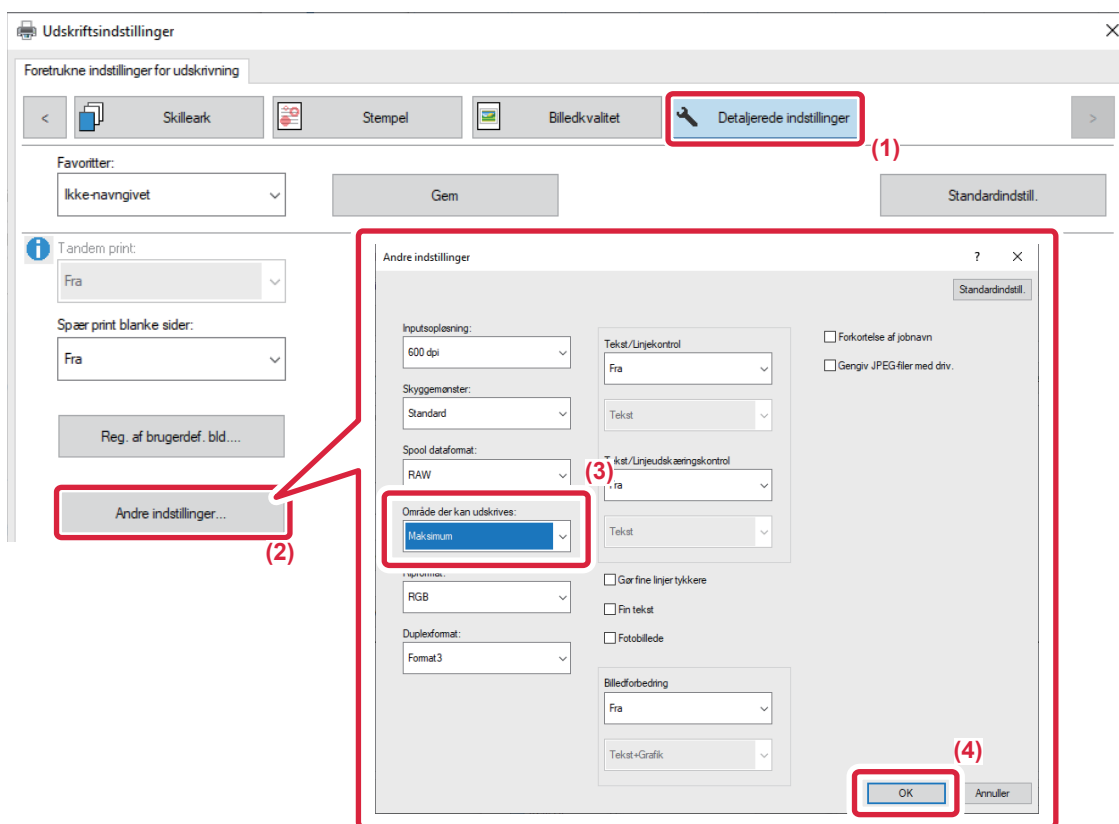 Udskriftsindstillinger
Foretrukne indstillinger for udskrivning
<
Skilleark
Stempel
Billedkvalitet
Detaljerede indstillinger
>
(1)
Favoritter:
Ikke-navngivet
Gem
Standardindstill.
Tandem print:
Fra
Spær print blanke sider:
Fra
Reg. af brugerdef. bld....
Andre indstillinger...
(2)
Andre indstillinger
?
Standardindstill.
Inputsopløsning:
600 dpi
Skyggemønster:
Standard
Spool dataformat:
RAW
(3)
Område der kan udskrives:
Maksimum
Ripformat:
RGB
Duplexformat:
Format3
Tekst/Linjekontrol
Fra
Tekst
Tekst/Linjeudskæringskontrol
Fra
Tekst
Gør fine linjer tykkere
Fin tekst
Fotobillede
Billedforbedring
Fra
Tekst+Grafik
Forkortelse af jobnavn
Gengiv JPEG-filer med driv.
(4)
OK
Annuller